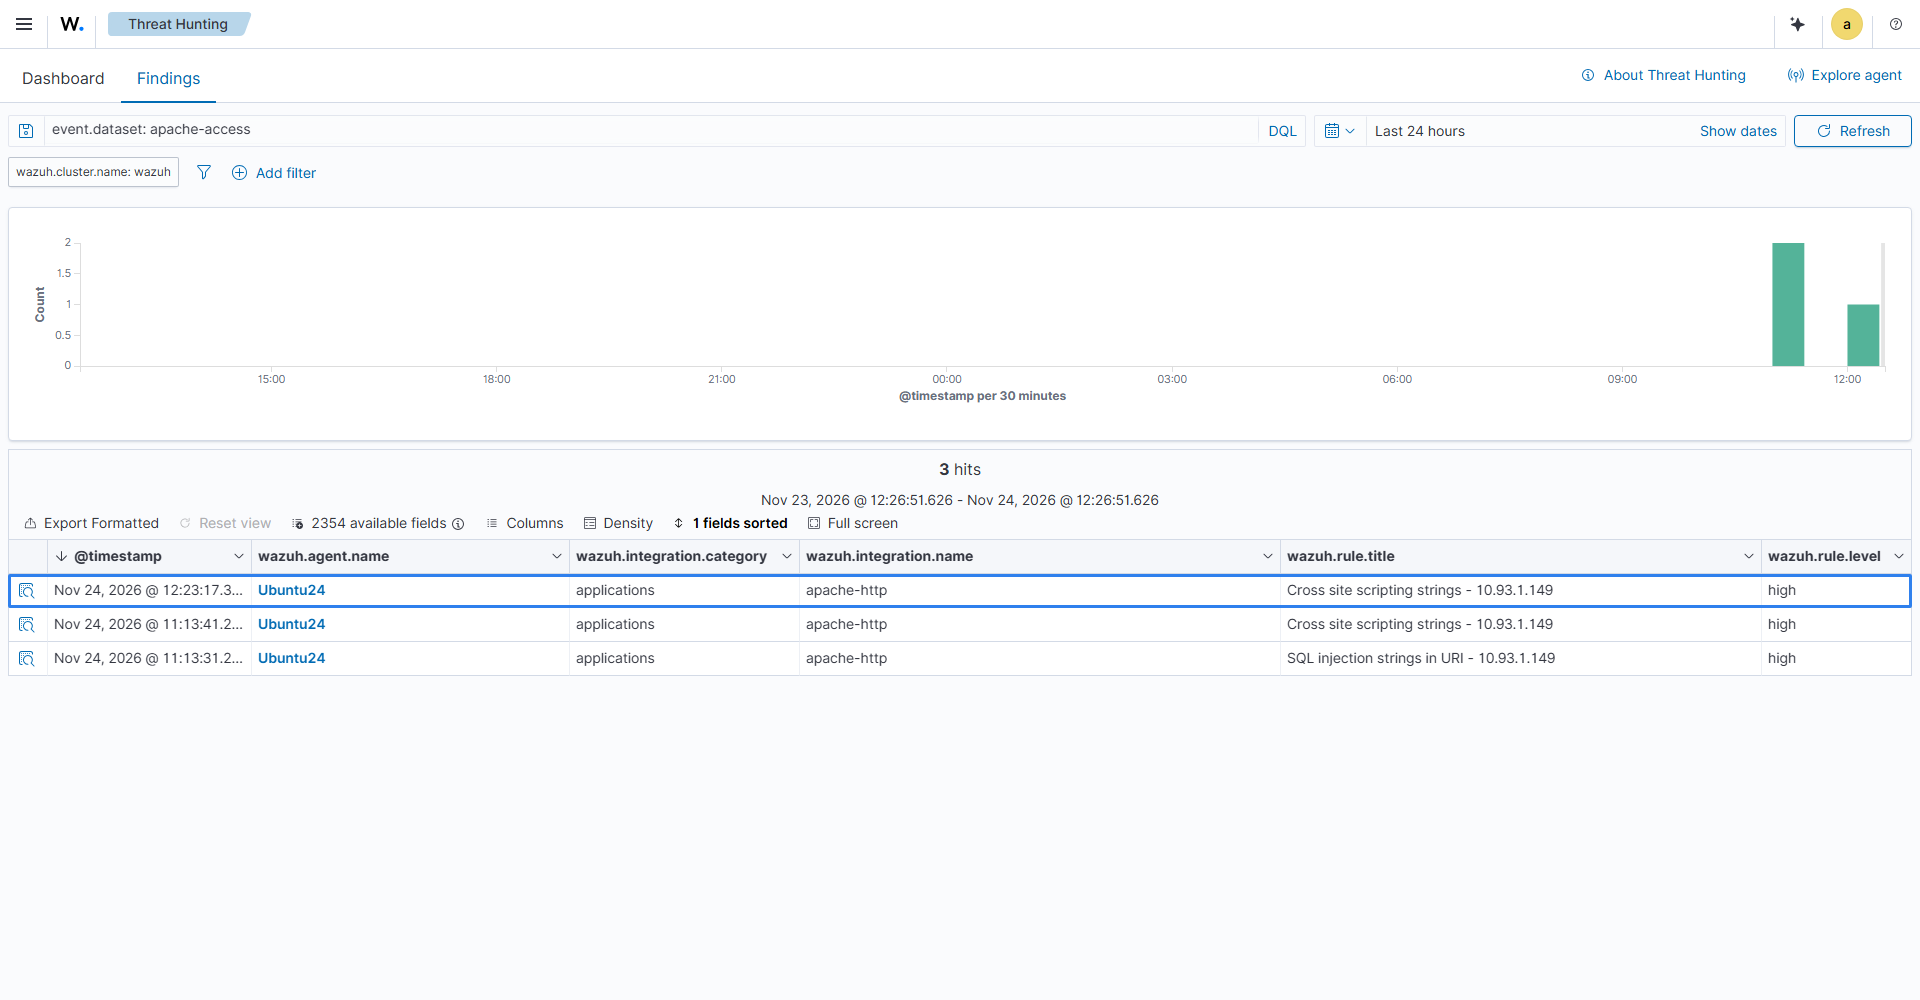 W.
Threat Hunting
a
Dashboard
Findings
About Threat Hunting
Explore agent
event.dataset: apache-access
DQL
Last 24 hours
Show dates
Refresh
wazuh.cluster.name: wazuh
Add filter
2
1.5
1
0.5
0
Count
15:00
18:00
21:00
00:00
03:00
06:00
09:00
12:00
@timestamp per 30 minutes
3 hits
Nov 23, 2026 @ 12:26:51.626 - Nov 24, 2026 @ 12:26:51.626
Export Formatted
Reset view
2354 available fields
Columns
Density
1 fields sorted
Full screen
@timestamp wazuh.agent.name wazuh.integration.category wazuh.integration.name wazuh.rule.title wazuh.rule.level
Nov 24, 2026 @ 12:23:17.3... Ubuntu24 applications apache-http Cross site scripting strings - 10.93.1.149 high
Nov 24, 2026 @ 11:13:41.2... Ubuntu24 applications apache-http Cross site scripting strings - 10.93.1.149 high
Nov 24, 2026 @ 11:13:31.2... Ubuntu24 applications apache-http SQL injection strings in URI - 10.93.1.149 high